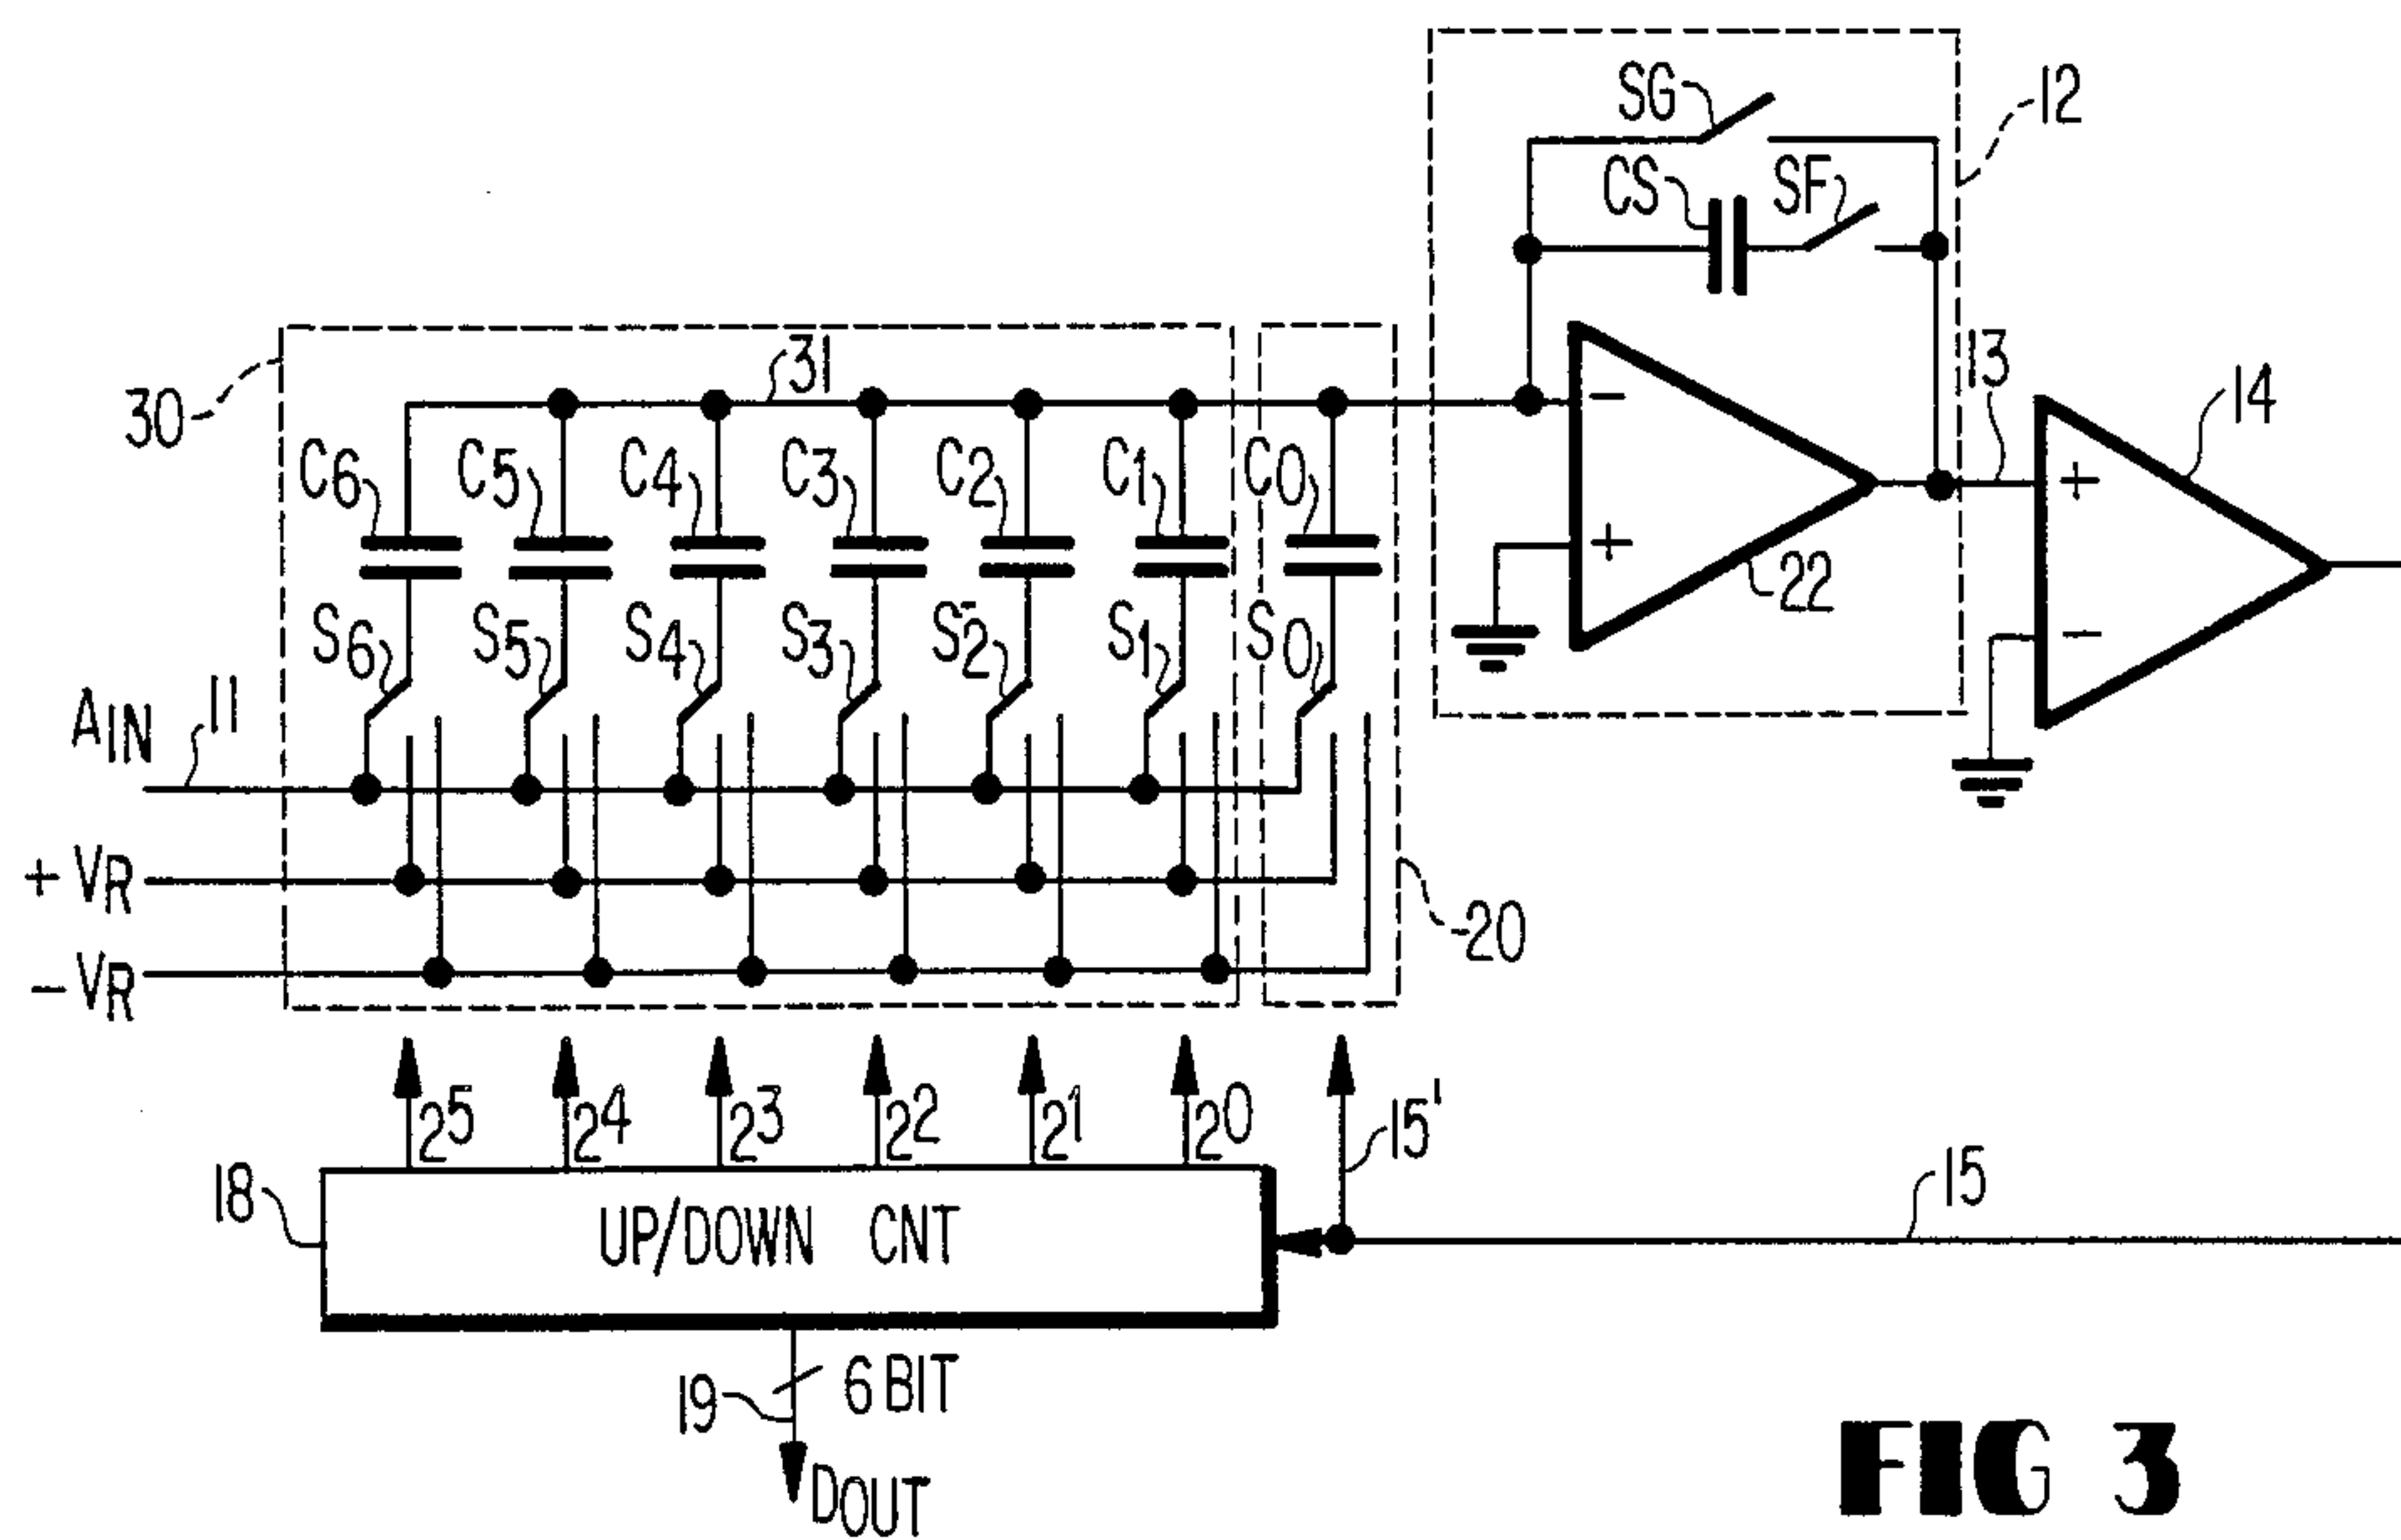 SG
12
CS SF
30 31 13 14
C6 C5 C4 C3 C2 C1 C0
− + 
+ 22
S6 S5 S4 S3 S2 S1 S0 −
AIN 11
+ VR
20
− VR
2^5 2^4 2^3 2^2 2^1 2^0 15'
18 UP/DOWN CNT 15
19 6 BIT
DOUT
FIG 3